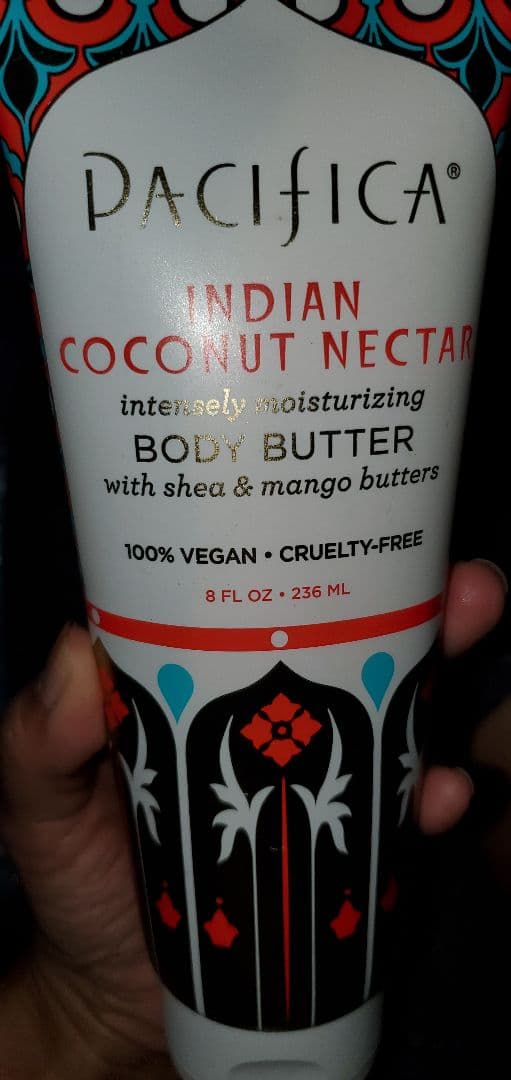 PACIFICA®
INDIAN
COCONUT NECTAR
intensely moisturizing
BODY BUTTER
with shea & mango butters
100% VEGAN • CRUELTY-FREE
8 FL OZ • 236 ML